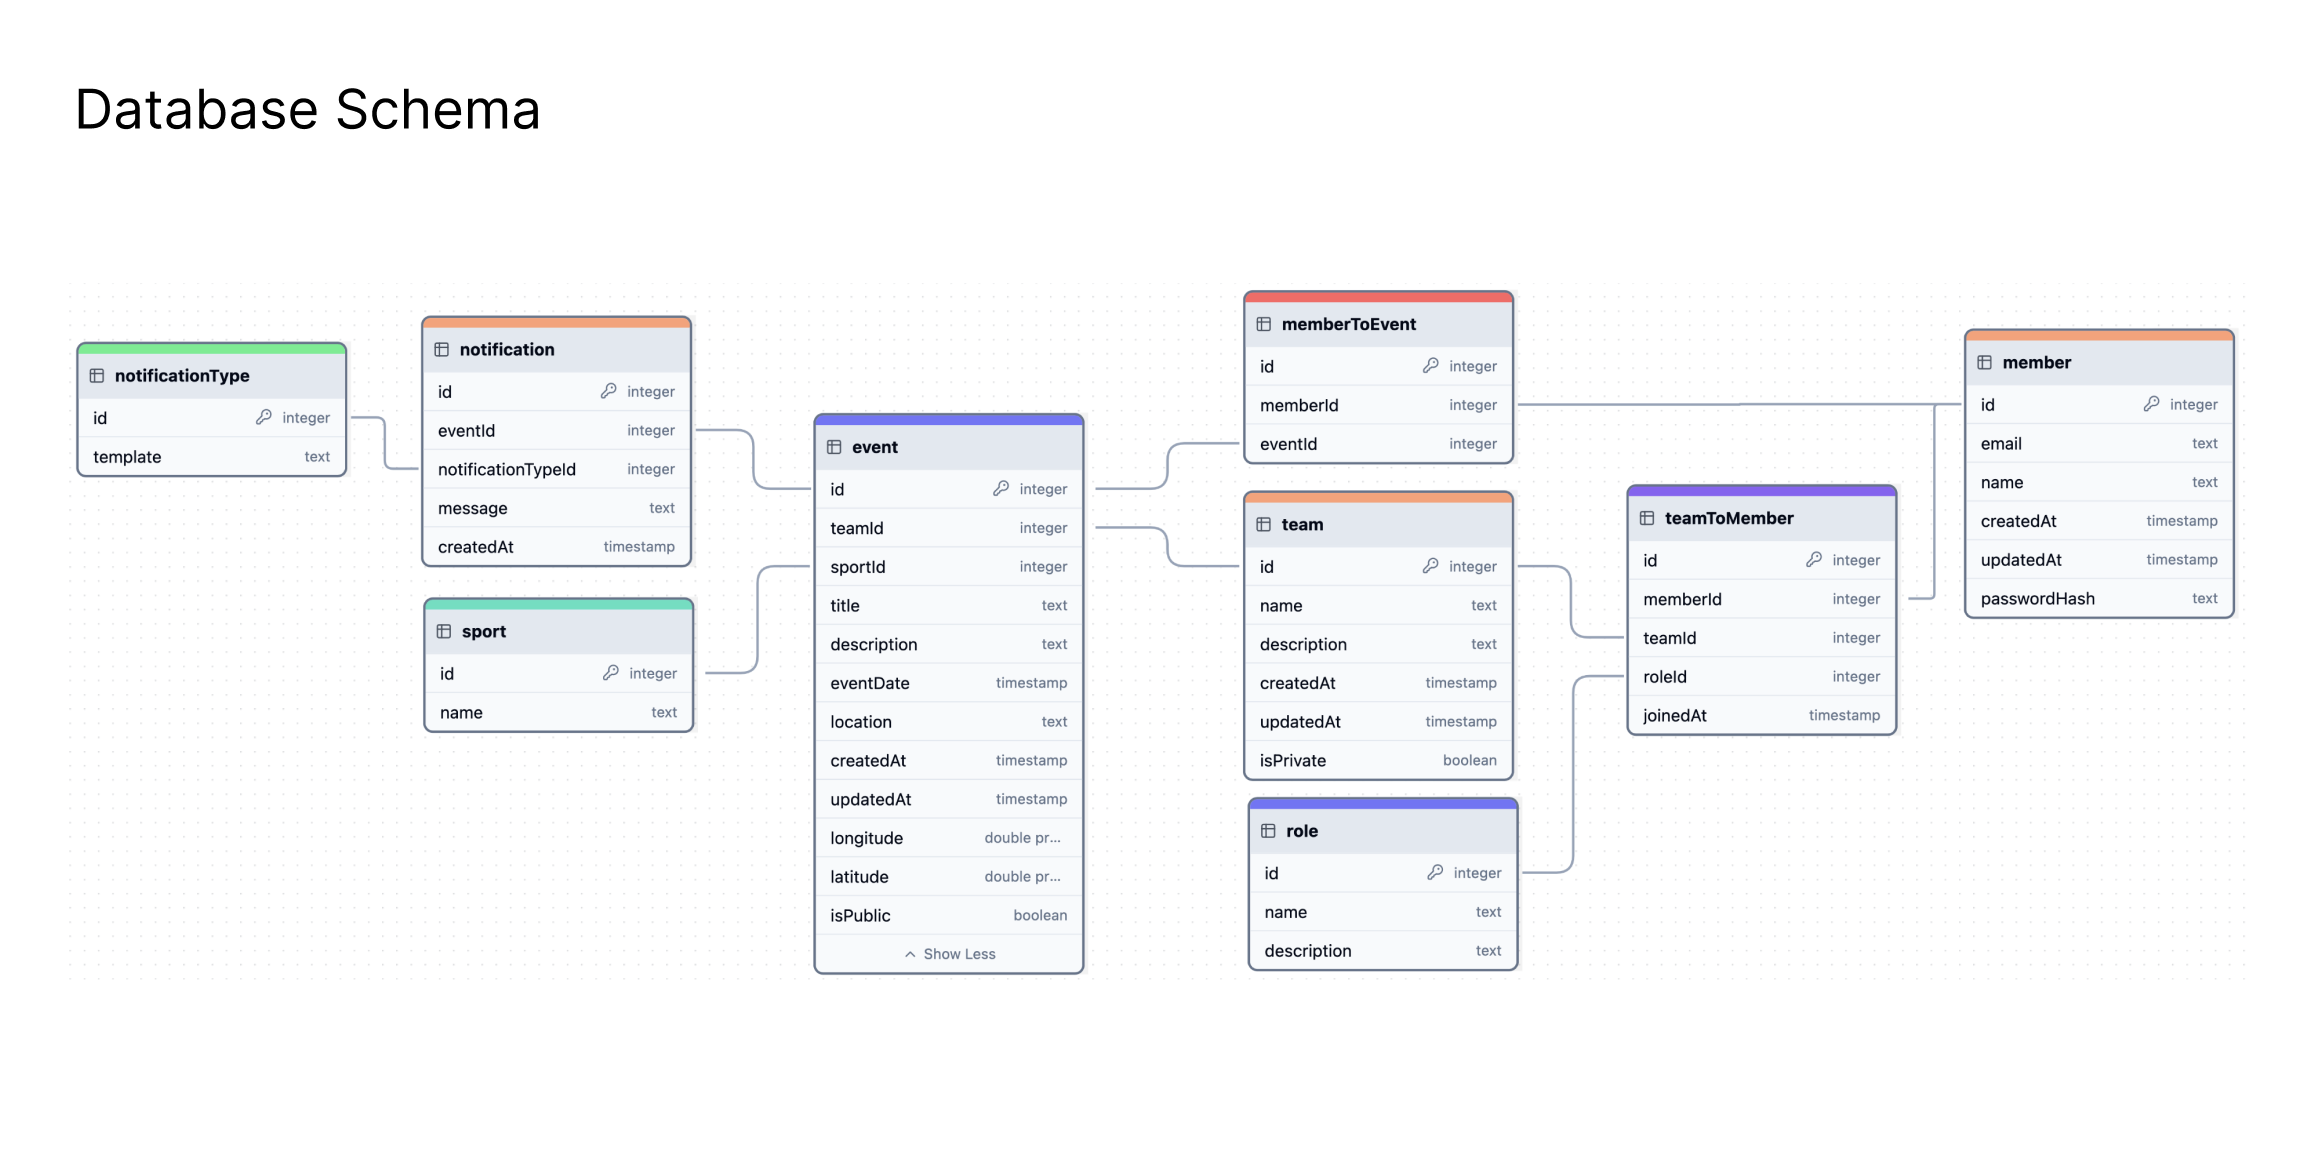 Database Schema
notificationType
id integer
template text
notification
id integer
eventId integer
notificationTypeId integer
message text
createdAt timestamp
sport
id integer
name text
event
id integer
teamId integer
sportId integer
title text
description text
eventDate timestamp
location text
createdAt timestamp
updatedAt timestamp
longitude double pr...
latitude double pr...
isPublic boolean
Show Less
memberToEvent
id integer
memberId integer
eventId integer
team
id integer
name text
description text
createdAt timestamp
updatedAt timestamp
isPrivate boolean
role
id integer
name text
description text
teamToMember
id integer
memberId integer
teamId integer
roleId integer
joinedAt timestamp
member
id integer
email text
name text
createdAt timestamp
updatedAt timestamp
passwordHash text